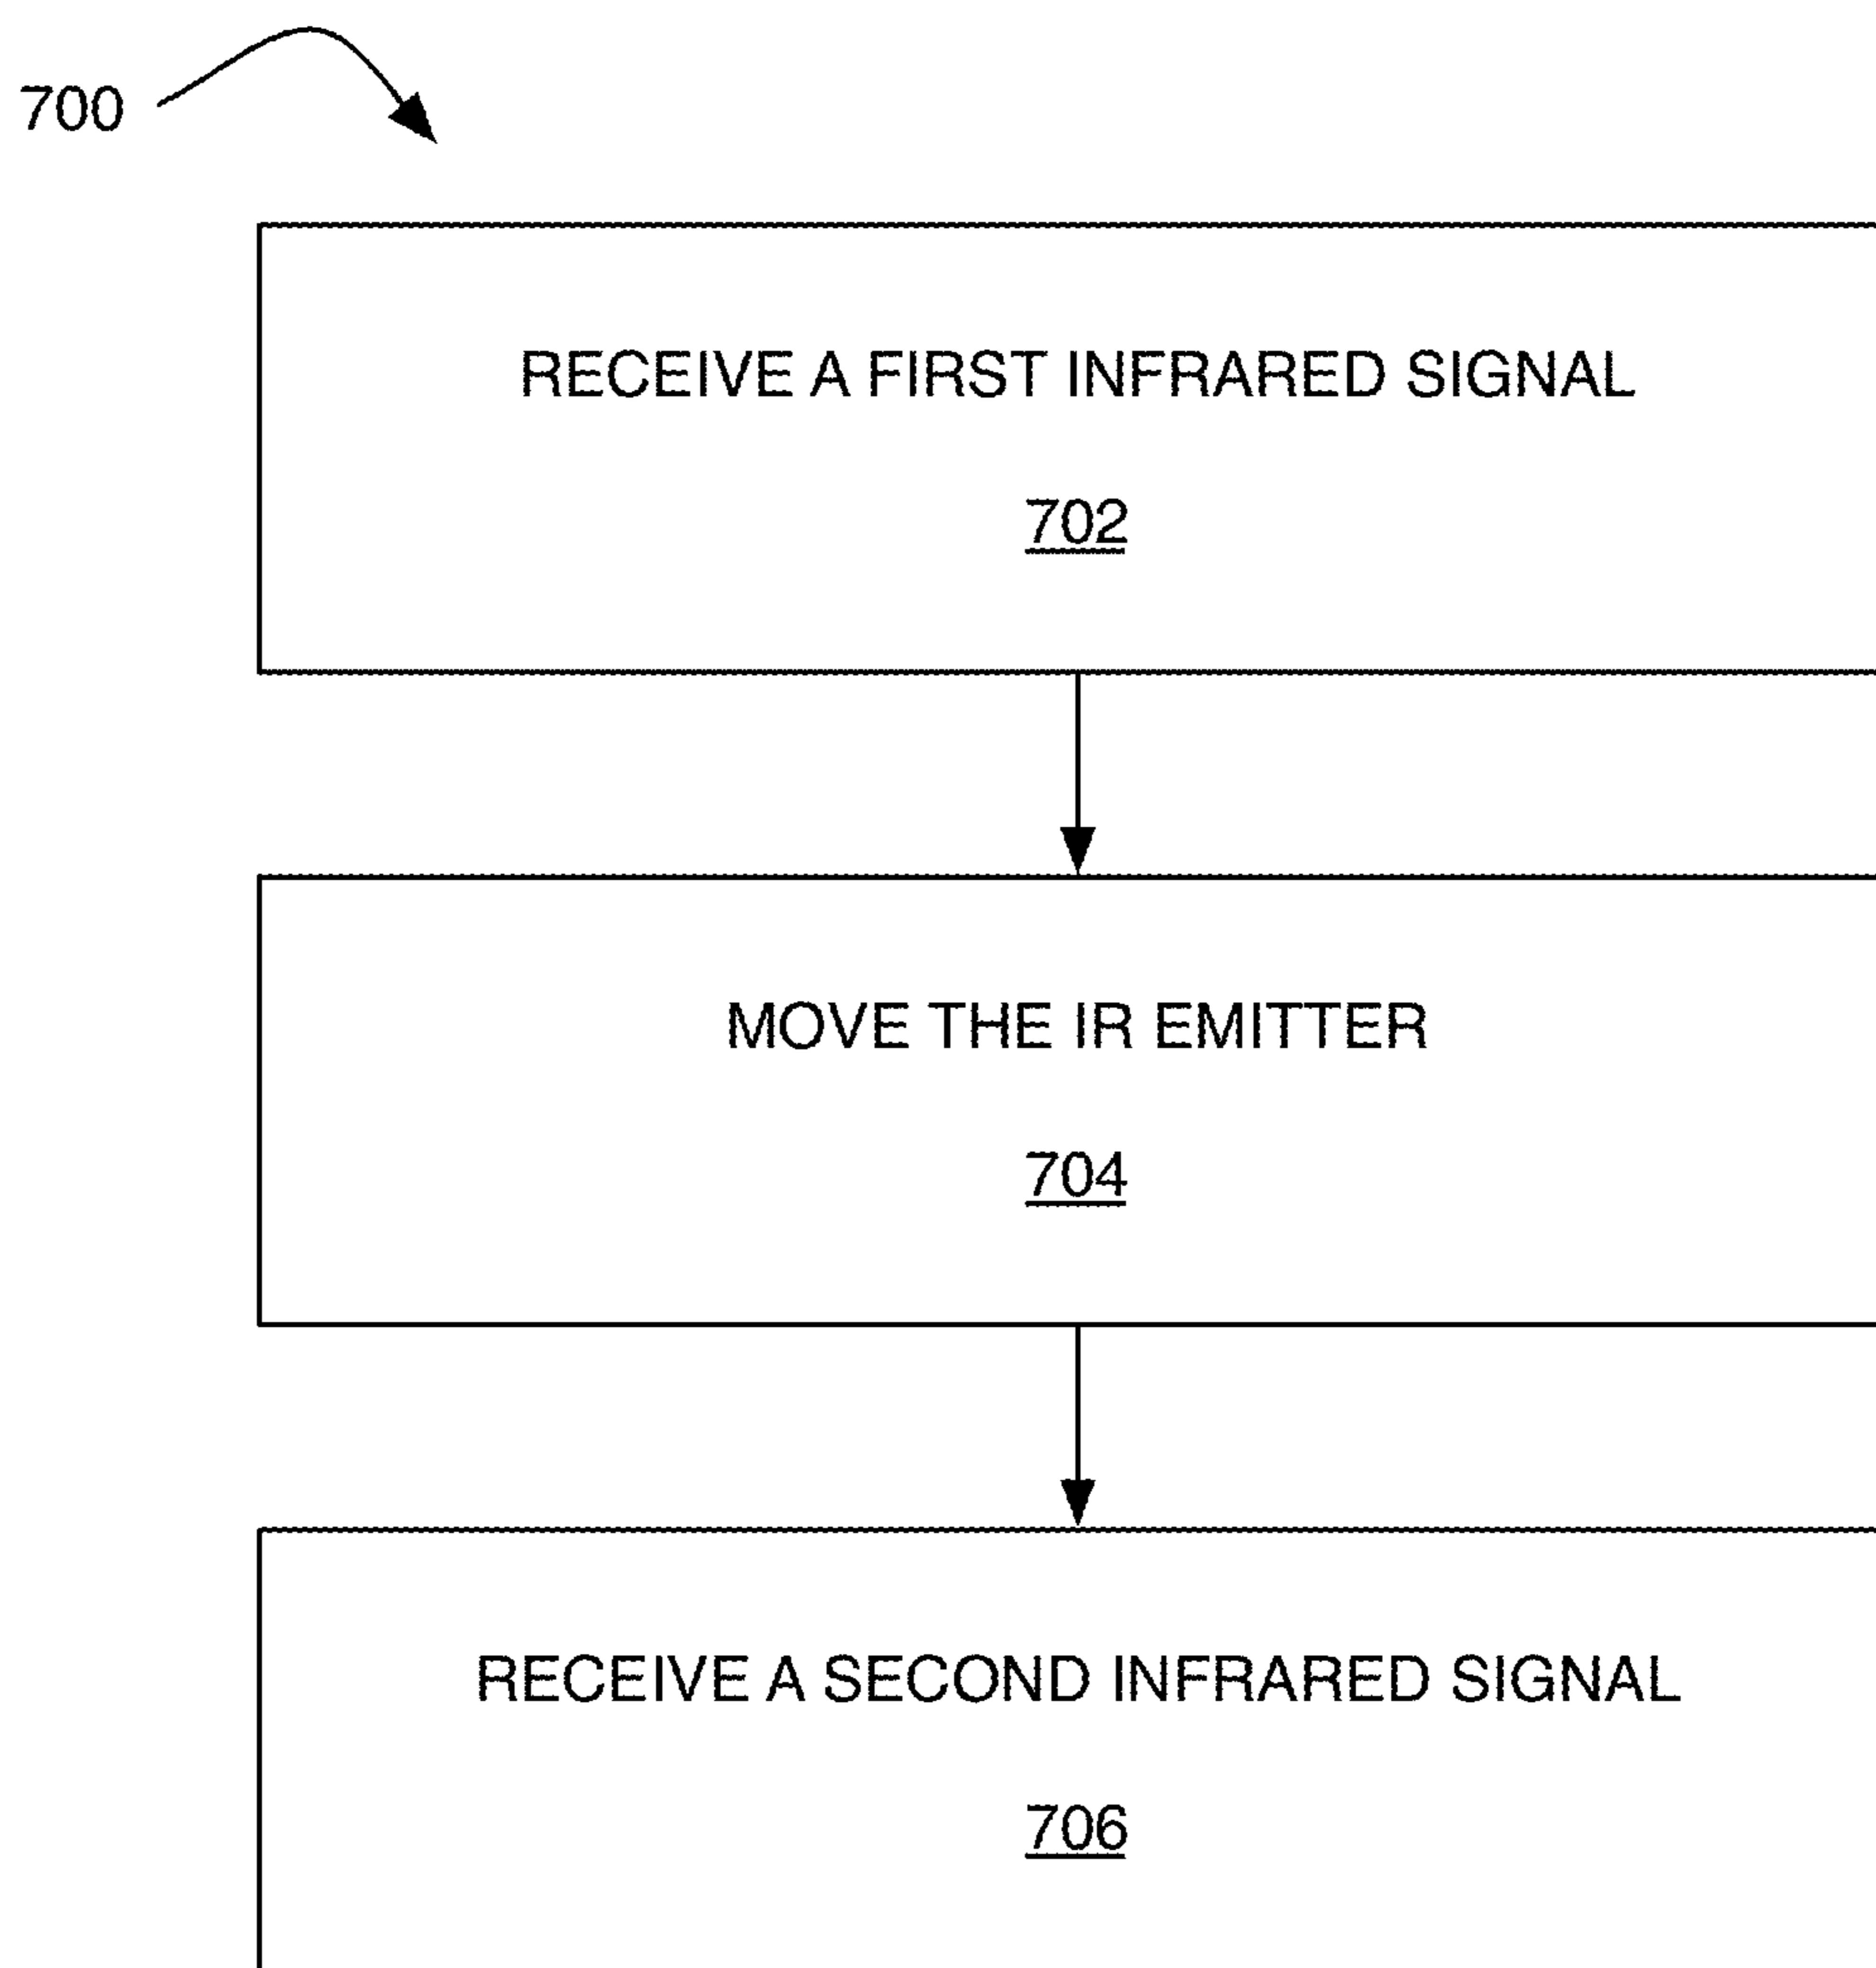 700
RECEIVE A FIRST INFRARED SIGNAL
702
MOVE THE IR EMITTER
704
RECEIVE A SECOND INFRARED SIGNAL
706